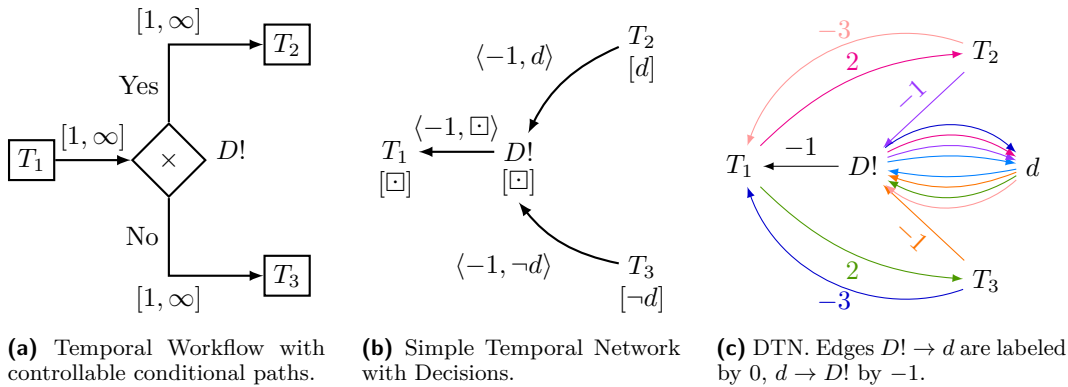 [1, ∞]
T₂
Yes
[1, ∞]
T₁
×
D!
No
T₃
[1, ∞]
T₂
[d]
⟨−1, d⟩
⟨−1, ⊡⟩
T₁
D!
[⊡]
[⊡]
⟨−1, ¬d⟩
T₃
[¬d]
−3
2
T₂
−1
−1
T₁
D!
d
−1
2
T₃
−3
(a) Temporal Workflow with
controllable conditional paths.
(b) Simple Temporal Network
with Decisions.
(c) DTN. Edges D! → d are labeled
by 0, d → D! by −1.